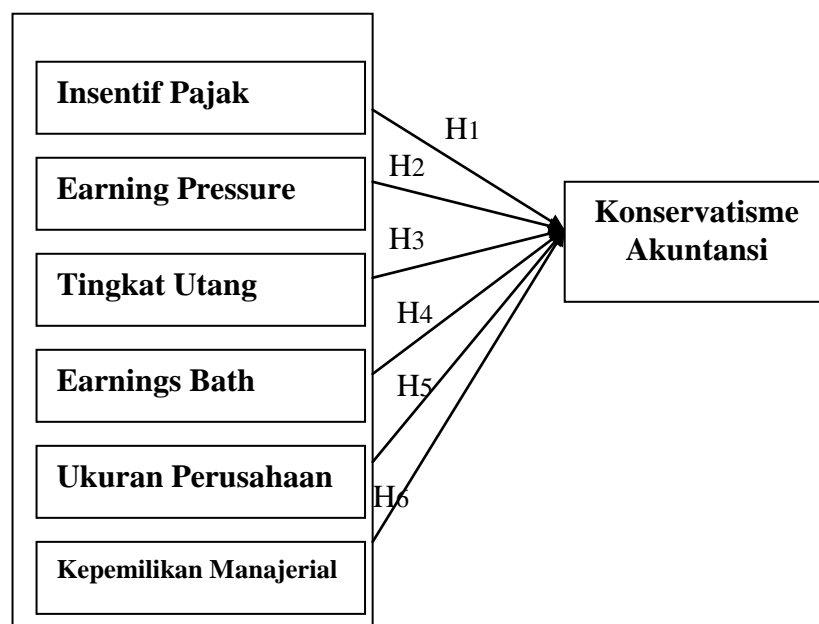 Insentif Pajak
H1
H2
Earning Pressure
Konservatisme
Akuntansi
H3
Tingkat Utang
H4
Earnings Bath
H5
Ukuran Perusahaan
H6
Kepemilikan Manajerial